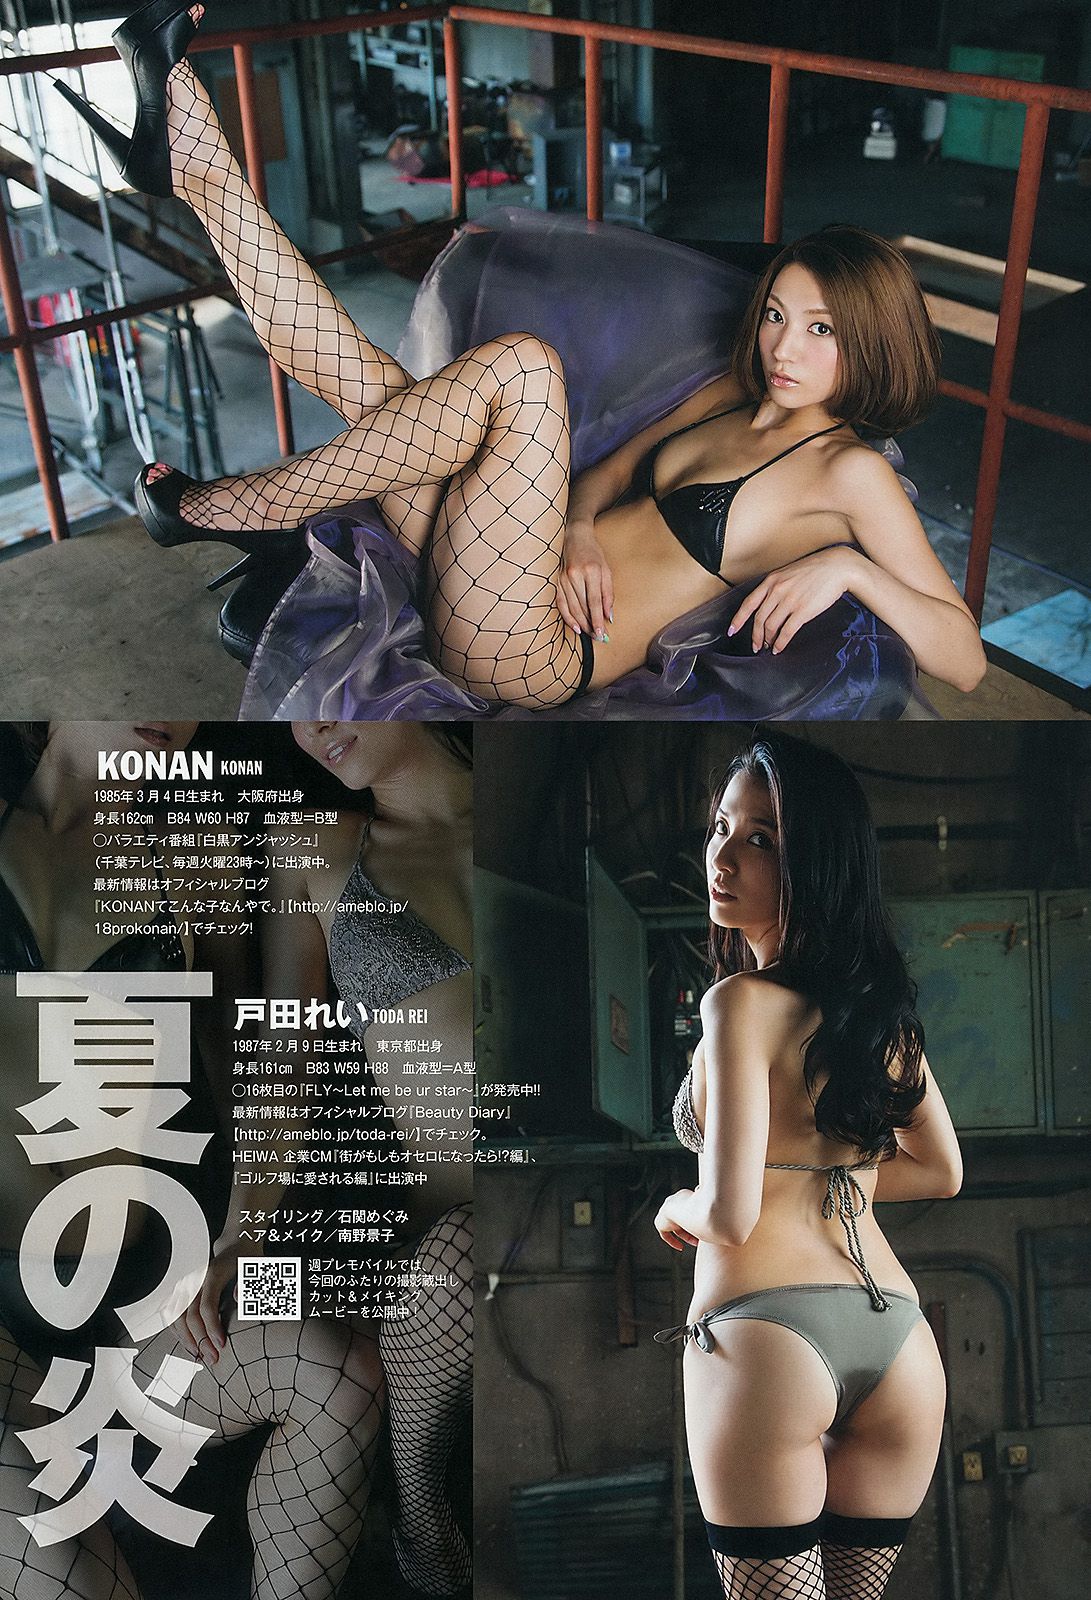 KONAN KONAN
1985年3月4日生まれ 大阪府出身
身長162㎝ B84 W60 H87 血液型=B型
○バラエティ番組『白黒アンジャッシュ』
(千葉テレビ、毎週火曜23時〜)に出演中。
最新情報はオフィシャルブログ
『KONANてこんな子なんやで。』【http://ameblo.jp/
18prokonan/】でチェック!
夏の炎
戸田れい TODA REI
1987年2月9日生まれ 東京都出身
身長161㎝ B83 W59 H88 血液型=A型
○16枚目の『FLY〜Let me be ur star〜』が発売中!!
最新情報はオフィシャルブログ『Beauty Diary』
【http://ameblo.jp/toda-rei/】でチェック。
HEIWA 企業CM『街がもしもオセロになったら!?編』、
『ゴルフ場に愛される編』に出演中
スタイリング/石関めぐみ
ヘア&メイク/南野景子
週プレモバイルでは、
今回のふたりの撮影蔵出し
カット&メイキング
ムービーを公開中!